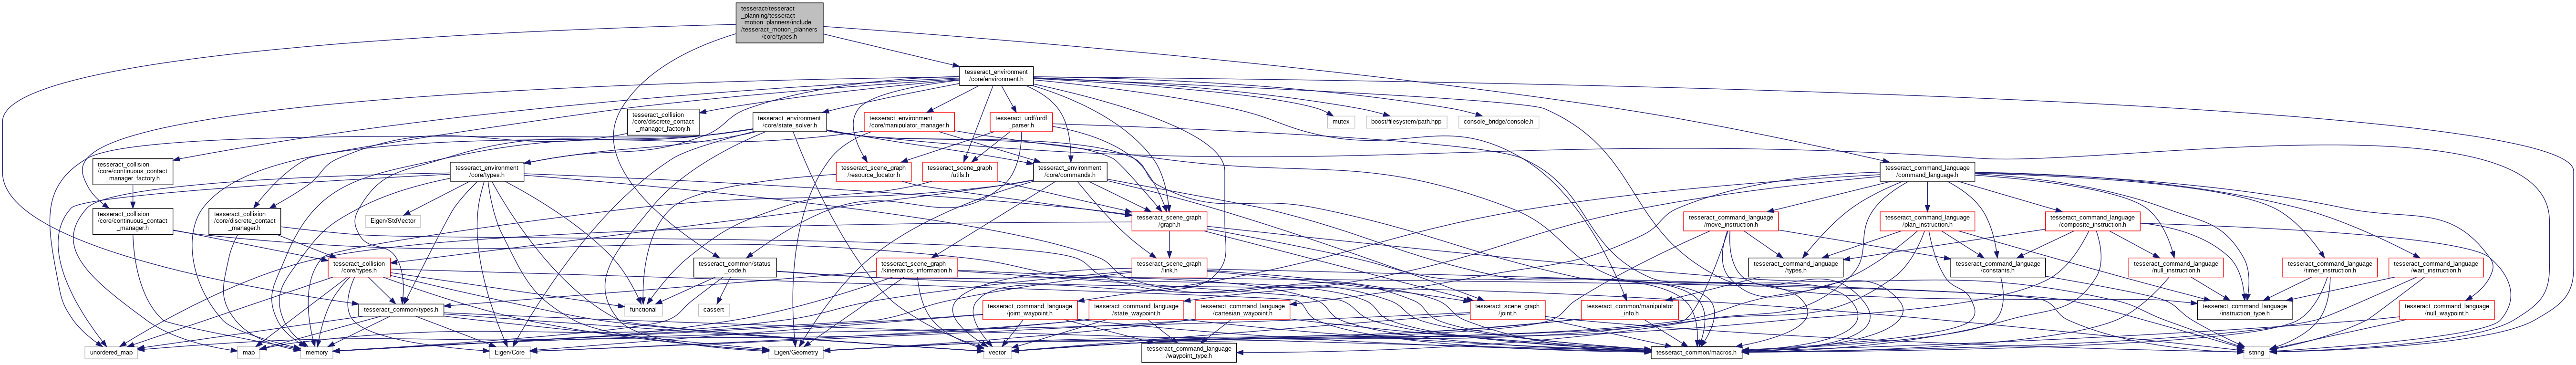 tesseract/tesseract
_planning/tesseract
_motion_planners/include
/tesseract_motion_planners
/core/types.h
tesseract_environment
/core/environment.h
tesseract_collision
/core/discrete_contact
_manager_factory.h
tesseract_environment
/core/state_solver.h
tesseract_environment
/core/manipulator_manager.h
tesseract_urdf/urdf
_parser.h
mutex
boost/filesystem/path.hpp
console_bridge/console.h
tesseract_collision
/core/continuous_contact
_manager_factory.h
tesseract_environment
/core/types.h
tesseract_scene_graph
/resource_locator.h
tesseract_scene_graph
/utils.h
tesseract_environment
/core/commands.h
tesseract_command_language
/command_language.h
tesseract_collision
/core/continuous_contact
_manager.h
tesseract_collision
/core/discrete_contact
_manager.h
Eigen/StdVector
tesseract_scene_graph
/graph.h
tesseract_command_language
/move_instruction.h
tesseract_command_language
/plan_instruction.h
tesseract_command_language
/composite_instruction.h
tesseract_collision
/core/types.h
tesseract_common/status
_code.h
tesseract_scene_graph
/kinematics_information.h
tesseract_scene_graph
/link.h
tesseract_command_language
/types.h
tesseract_command_language
/constants.h
tesseract_command_language
/null_instruction.h
tesseract_command_language
/timer_instruction.h
tesseract_command_language
/wait_instruction.h
tesseract_common/types.h
functional
cassert
tesseract_command_language
/joint_waypoint.h
tesseract_command_language
/state_waypoint.h
tesseract_command_language
/cartesian_waypoint.h
tesseract_scene_graph
/joint.h
tesseract_common/manipulator
_info.h
tesseract_command_language
/instruction_type.h
tesseract_command_language
/null_waypoint.h
unordered_map
map
memory
Eigen/Core
Eigen/Geometry
vector
tesseract_command_language
/waypoint_type.h
tesseract_common/macros.h
string